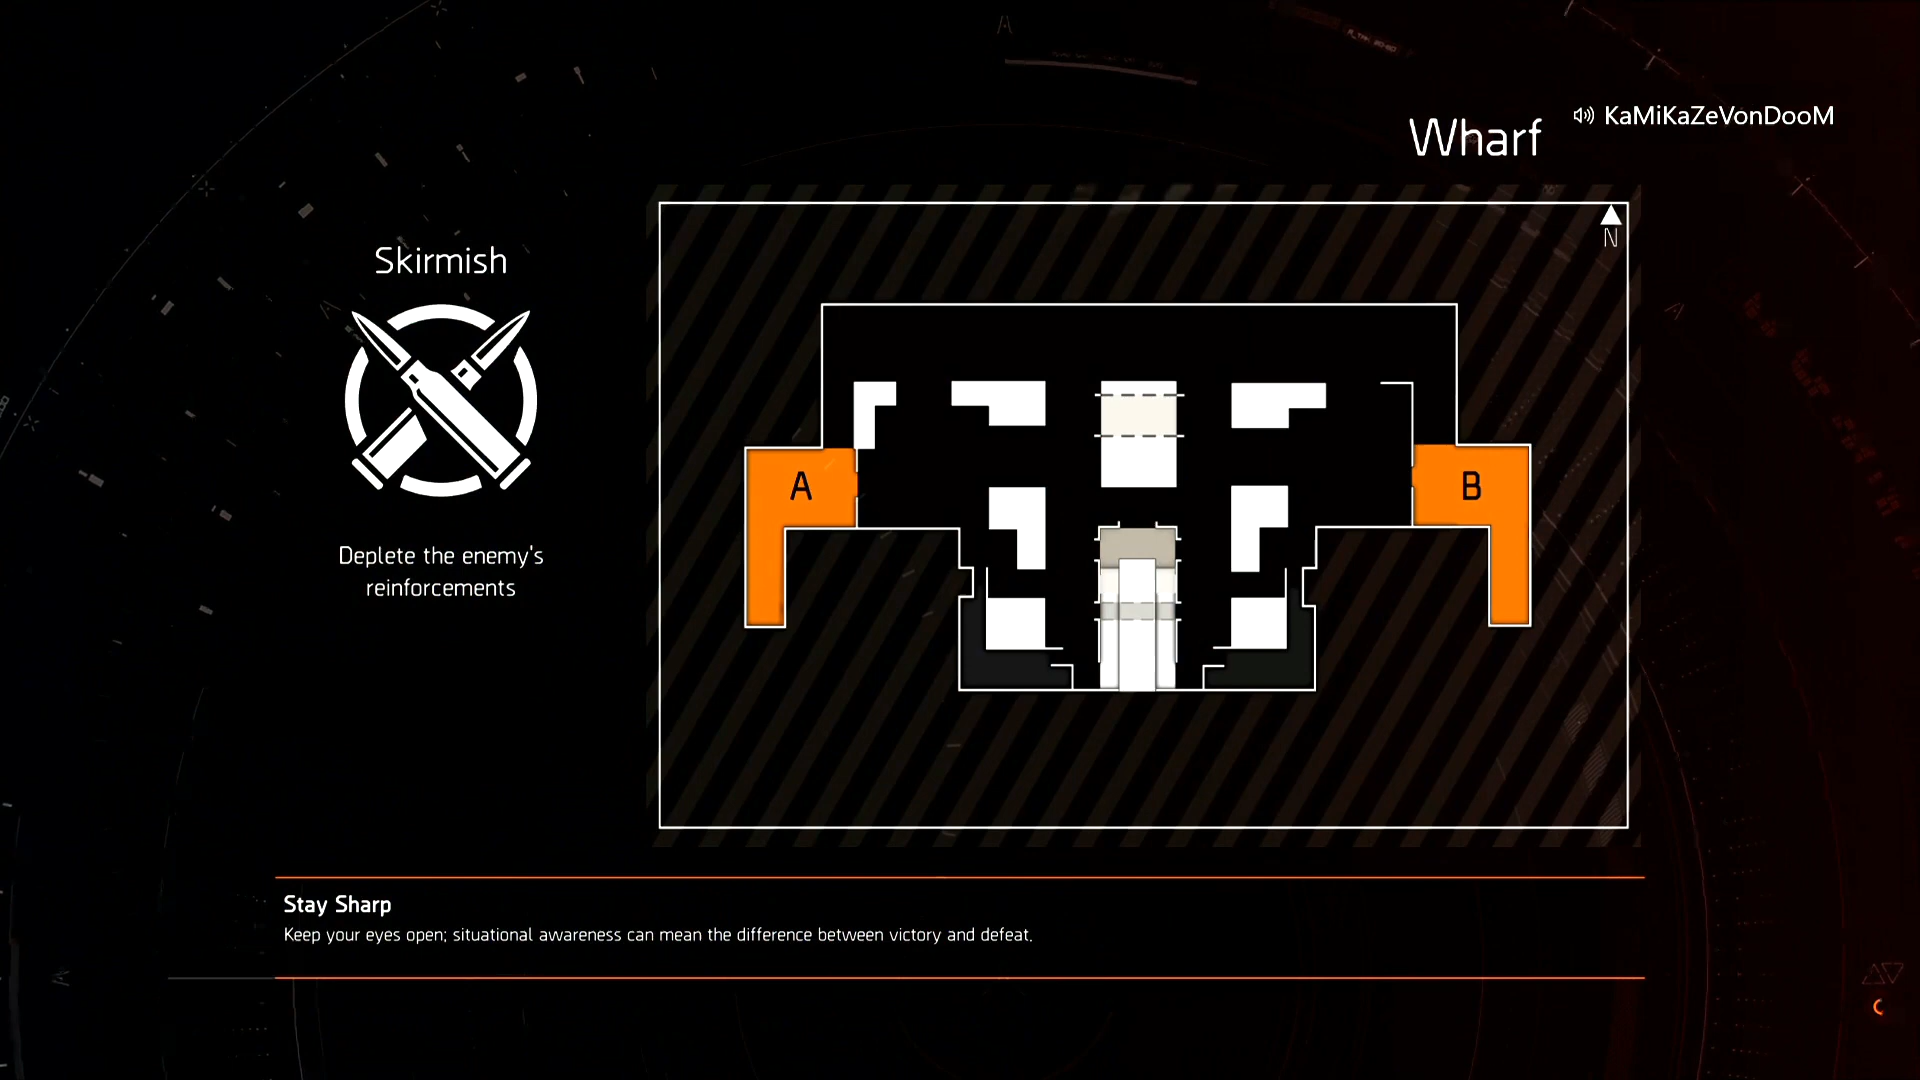 Wharf
KaMiKaZeVonDooM
Skirmish
N
A
B
Deplete the enemy's
reinforcements
Stay Sharp
Keep your eyes open; situational awareness can mean the difference between victory and defeat.